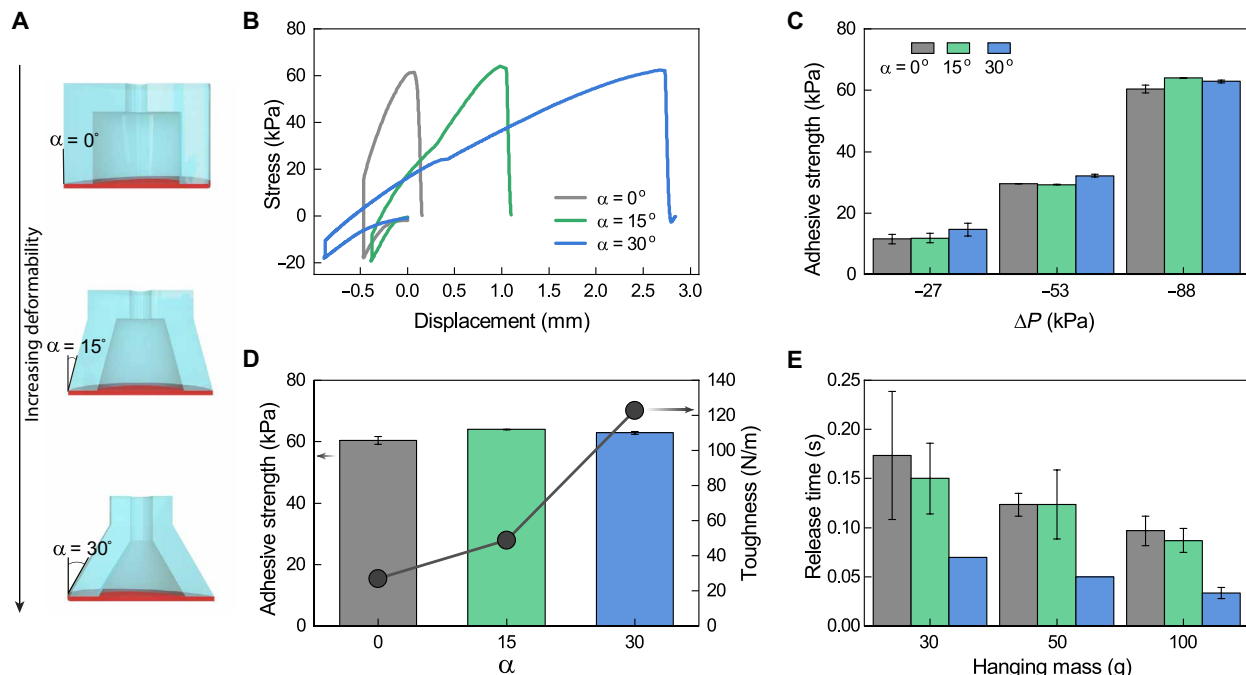 A
Increasing deformability
α = 0°
α = 15°
α = 30°
B
Stress (kPa)
80
60
40
20
0
−20
α = 0°
α = 15°
α = 30°
−0.5 0.0 0.5 1.0 1.5 2.0 2.5 3.0
Displacement (mm)
C
Adhesive strength (kPa)
80
60
40
20
0
α = 0° 15° 30°
−27 −53 −88
ΔP (kPa)
D
Adhesive strength (kPa)
80
60
40
20
0
140
120
100
80
60
40
20
0
Toughness (N/m)
0 15 30
α
E
Release time (s)
0.25
0.20
0.15
0.10
0.05
0.00
30 50 100
Hanging mass (g)